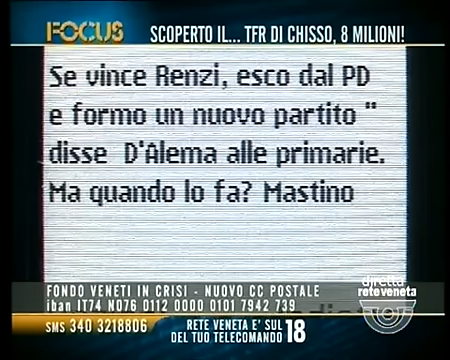 FOCUS
SCOPERTO IL... TFR DI CHISSO, 8 MILIONI!
Se vince Renzi, esco dal PD
e formo un nuovo partito "
disse D'Alema alle primarie.
Ma quando lo fa? Mastino
FONDO VENETI IN CRISI - NUOVO CC POSTALE
iban IT74 N076 0112 0000 0101 7942 739
diretta
reteveneta
SMS 340 3218806
RETE VENETA E' SUL
DEL TUO TELECOMANDO 18